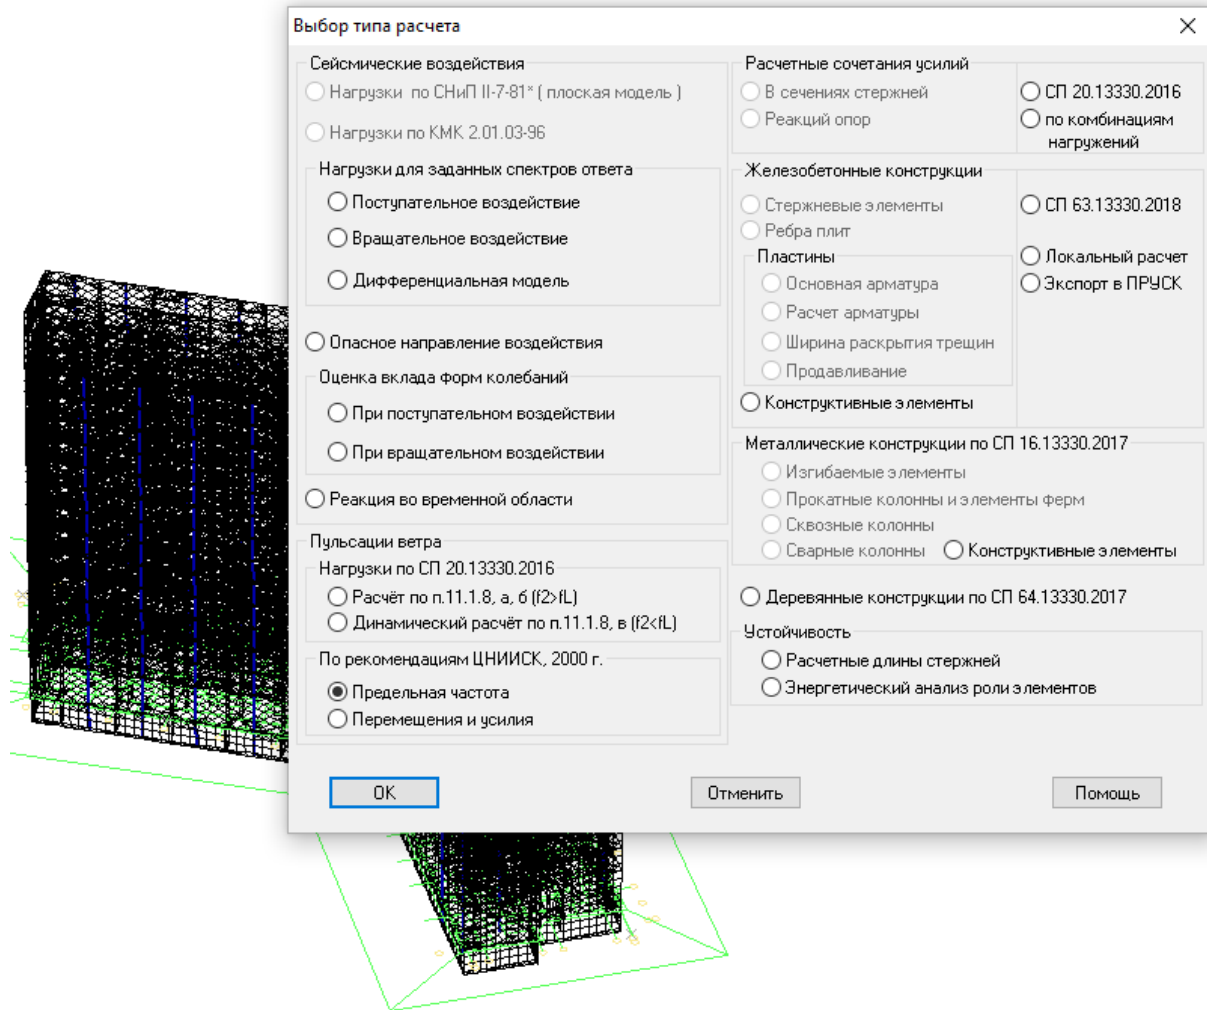 Выбор типа расчета
Сейсмические воздействия
Нагрузки по СНиП II-7-81* ( плоская модель )
Нагрузки по КМК 2.01.03-96
Нагрузки для заданных спектров ответа
Поступательное воздействие
Вращательное воздействие
Дифференциальная модель
Опасное направление воздействия
Оценка вклада форм колебаний
При поступательном воздействии
При вращательном воздействии
Реакция во временной области
Пульсации ветра
Нагрузки по СП 20.13330.2016
Расчёт по п.11.1.8, а, б (f2>fL)
Динамический расчёт по п.11.1.8, в (f2<fL)
По рекомендациям ЦНИИСК, 2000 г.
Предельная частота
Перемещения и усилия
Расчетные сочетания усилий
В сечениях стержней
Реакций опор
СП 20.13330.2016
по комбинациям
нагружений
Железобетонные конструкции
Стержневые элементы
Ребра плит
Пластины
Основная арматура
Расчет арматуры
Ширина раскрытия трещин
Продавливание
Конструктивные элементы
СП 63.13330.2018
Локальный расчет
Экспорт в ПРУСК
Металлические конструкции по СП 16.13330.2017
Изгибаемые элементы
Прокатные колонны и элементы ферм
Сквозные колонны
Сварные колонны
Конструктивные элементы
Деревянные конструкции по СП 64.13330.2017
Устойчивость
Расчетные длины стержней
Энергетический анализ роли элементов
OK
Отменить
Помощь